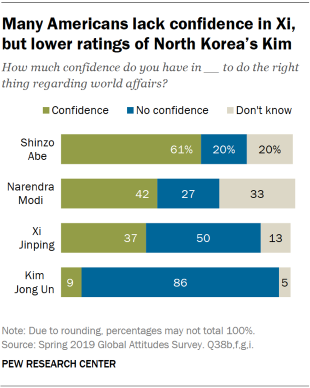 Many Americans lack confidence in Xi,
but lower ratings of North Korea's Kim
How much confidence do you have in __ to do the right
thing regarding world affairs?
Confidence No confidence Don't know
Shinzo
Abe
61% 20% 20%
Narendra
Modi
42 27 33
Xi
Jinping
37 50 13
Kim
Jong Un
9 86 5
Note: Due to rounding, percentages may not total 100%.
Source: Spring 2019 Global Attitudes Survey. Q38b,f,g,i.
PEW RESEARCH CENTER